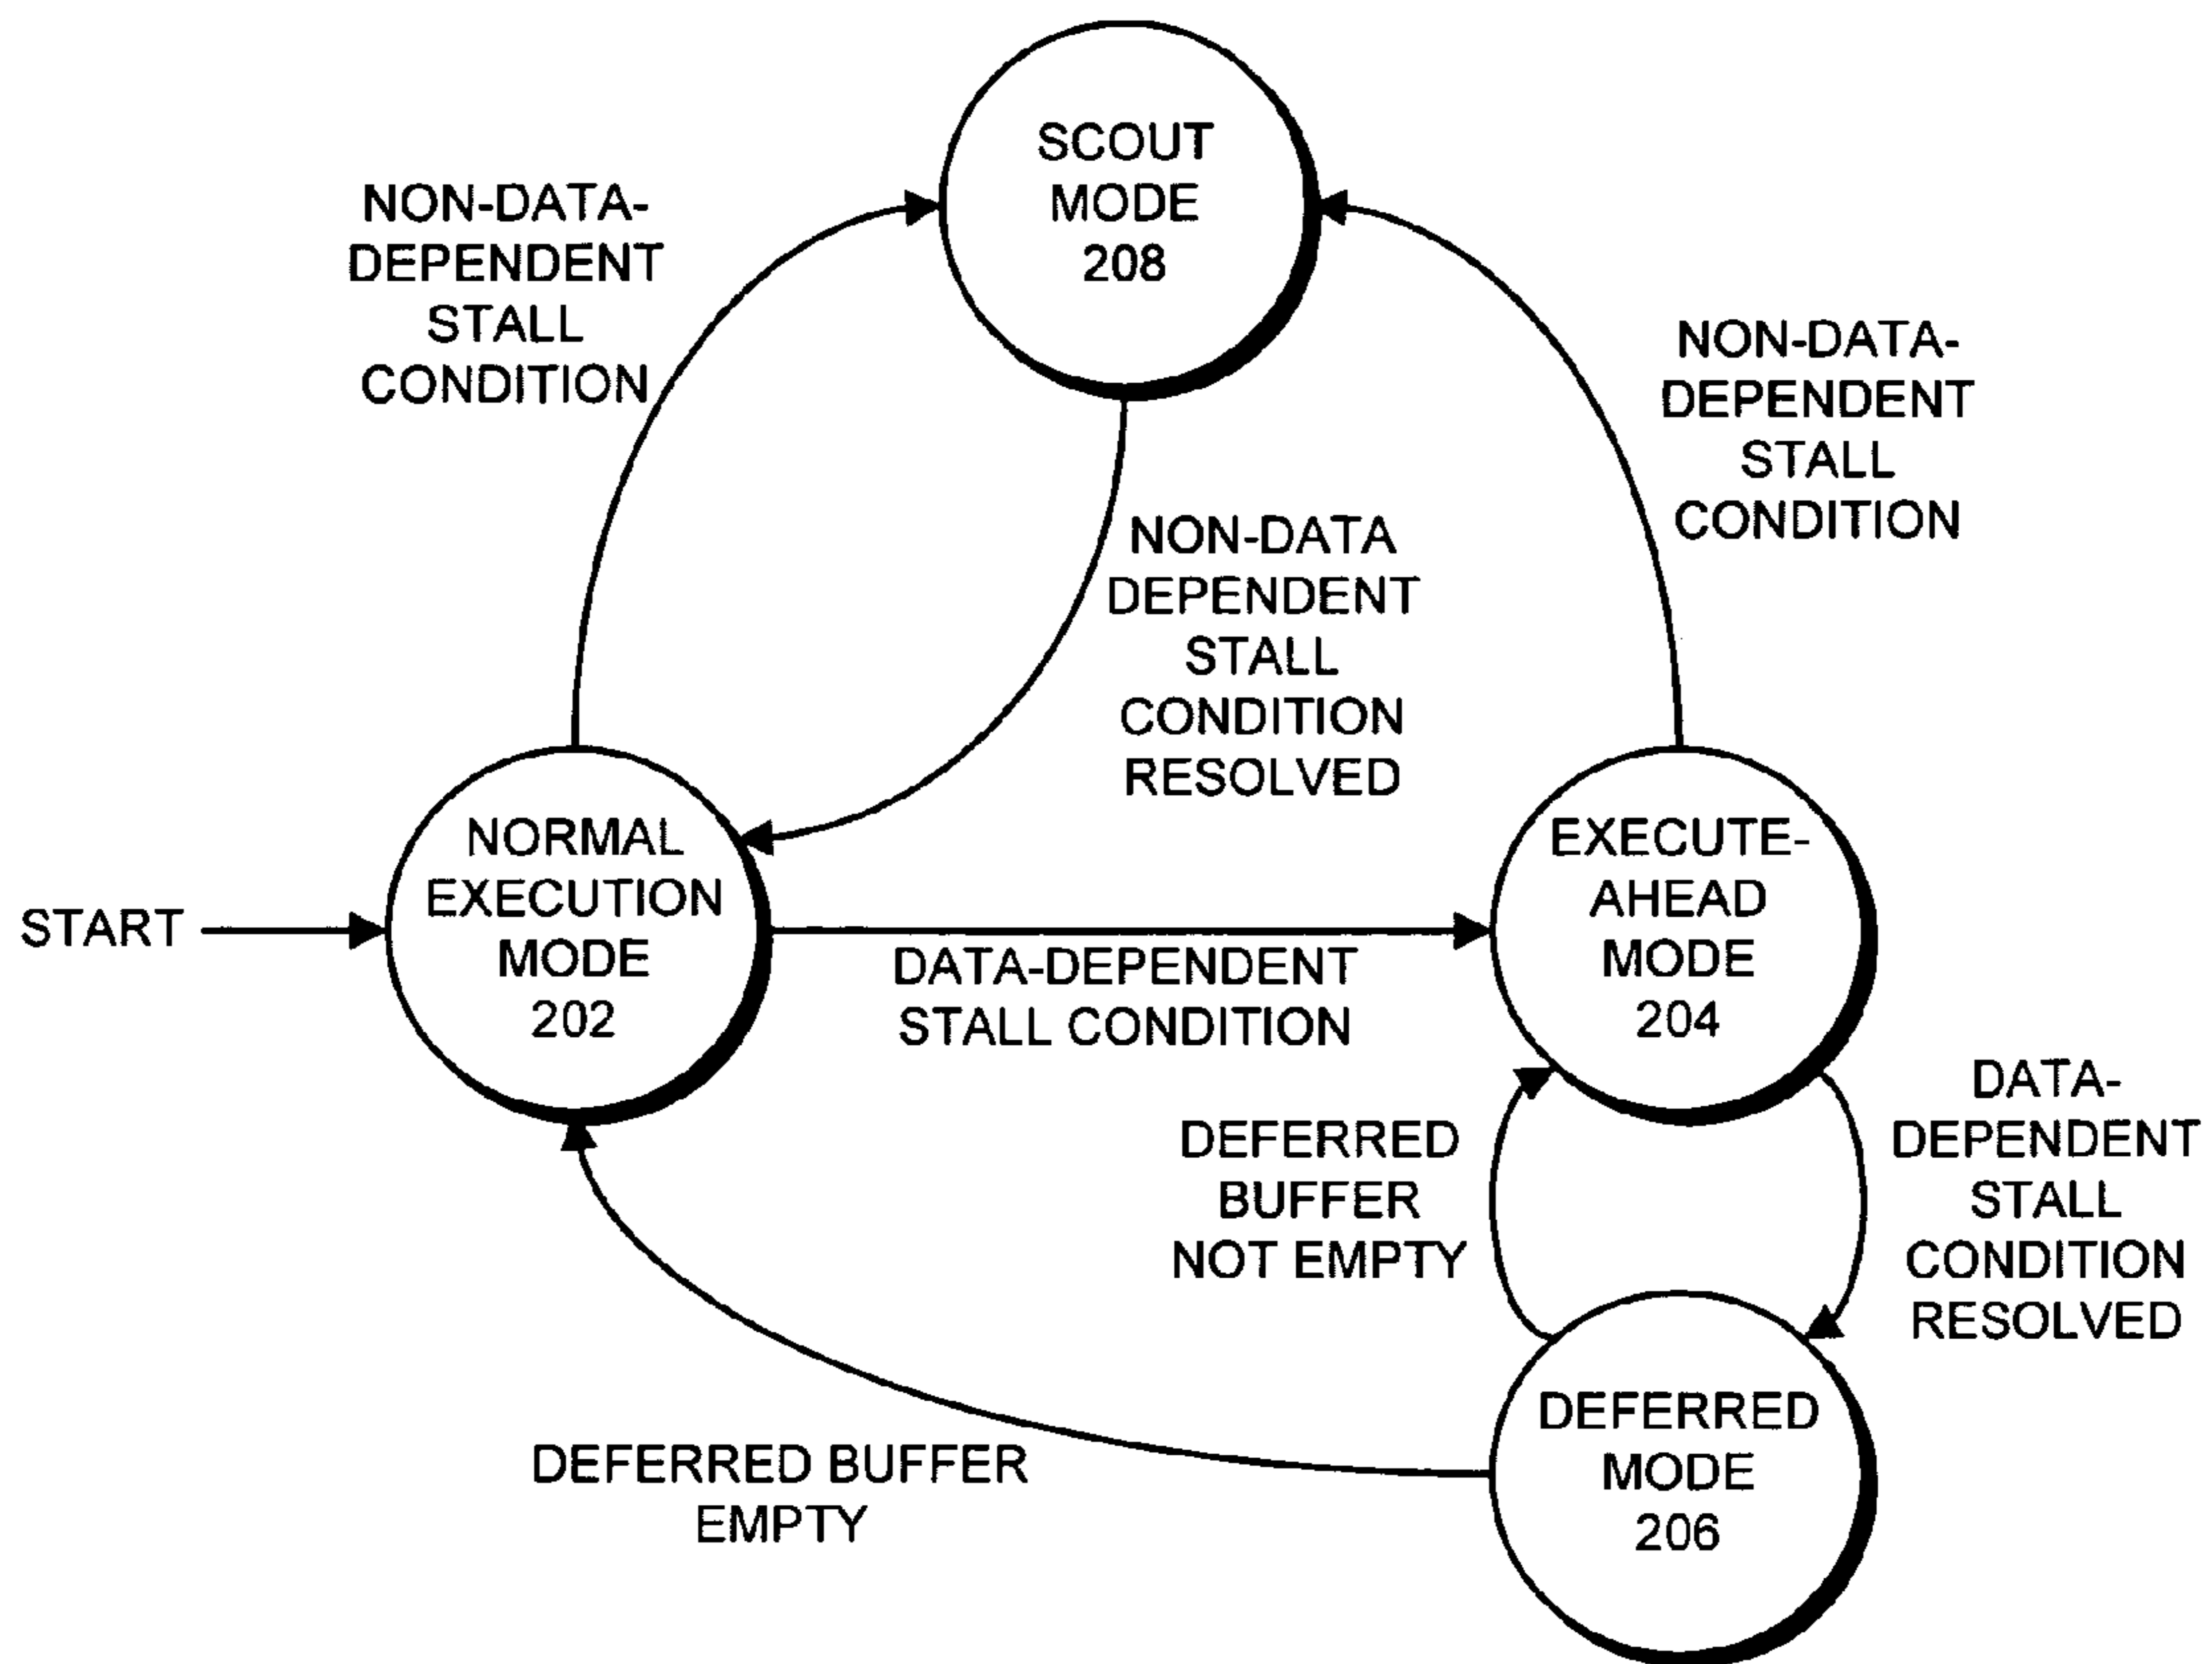 SCOUT
MODE
208
NON-DATA-
DEPENDENT
STALL
CONDITION
NON-DATA-
DEPENDENT
STALL
CONDITION
NON-DATA
DEPENDENT
STALL
CONDITION
RESOLVED
START
NORMAL
EXECUTION
MODE
202
DATA-DEPENDENT
STALL CONDITION
EXECUTE-
AHEAD
MODE
204
DEFERRED
BUFFER
NOT EMPTY
DATA-
DEPENDENT
STALL
CONDITION
RESOLVED
DEFERRED
MODE
206
DEFERRED BUFFER
EMPTY